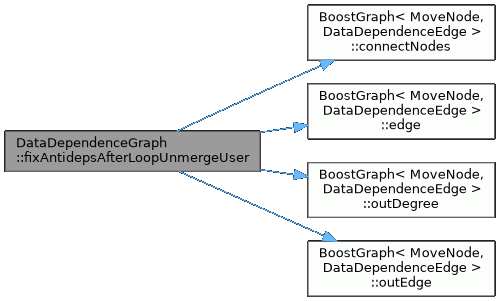 DataDependenceGraph
::fixAntidepsAfterLoopUnmergeUser
BoostGraph< MoveNode,
DataDependenceEdge >
::connectNodes
BoostGraph< MoveNode,
DataDependenceEdge >
::edge
BoostGraph< MoveNode,
DataDependenceEdge >
::outDegree
BoostGraph< MoveNode,
DataDependenceEdge >
::outEdge